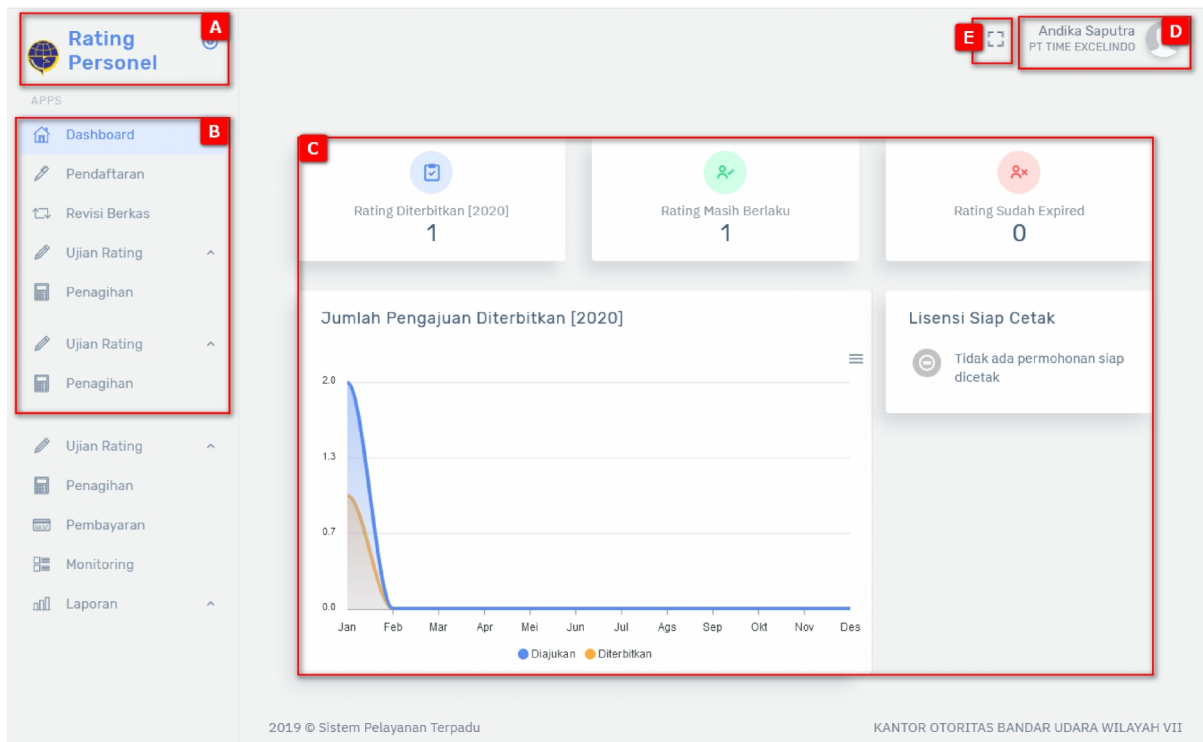 A
Rating
Personel
E
Andika Saputra
PT TIME EXCELINDO
D
APPS
B
Dashboard
Pendaftaran
Revisi Berkas
Ujian Rating
Penagihan
Ujian Rating
Penagihan
Ujian Rating
Penagihan
Pembayaran
Monitoring
Laporan
C
Rating Diterbitkan [2020]
1
Rating Masih Berlaku
1
Rating Sudah Expired
0
Jumlah Pengajuan Diterbitkan [2020]
2.0
1.3
0.7
0.0
Jan Feb Mar Apr Mei Jun Jul Ags Sep Okt Nov Des
Diajukan Diterbitkan
Lisensi Siap Cetak
Tidak ada permohonan siap
dicetak
2019 © Sistem Pelayanan Terpadu
KANTOR OTORITAS BANDAR UDARA WILAYAH VII